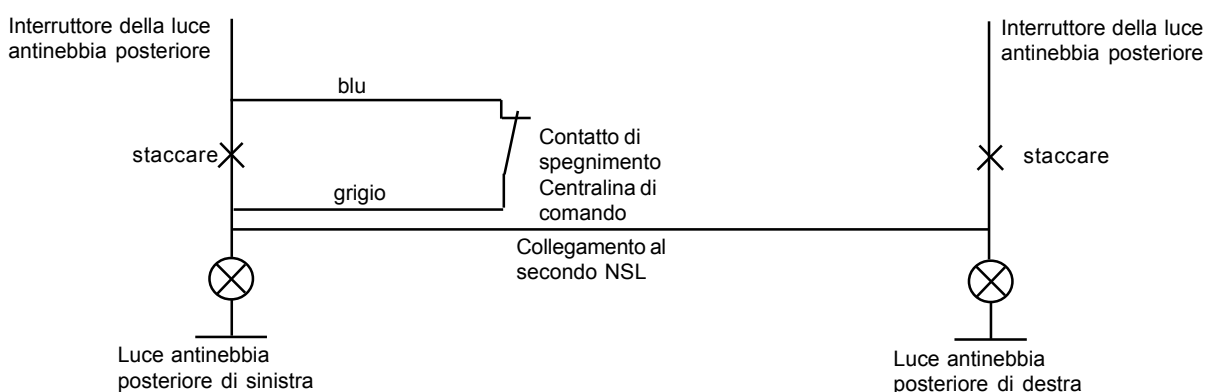 Interruttore della luce
antinebbia posteriore
Interruttore della luce
antinebbia posteriore
blu
staccare
Contatto di
spegnimento
Centralina di
comando
staccare
grigio
Collegamento al
secondo NSL
Luce antinebbia
posteriore di sinistra
Luce antinebbia
posteriore di destra